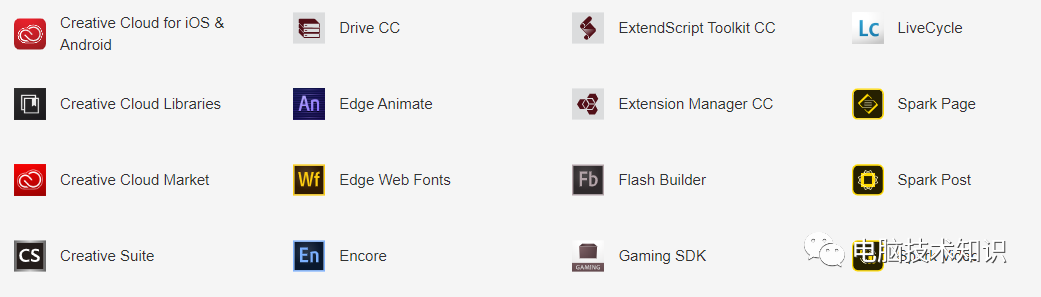 Creative Cloud for iOS &
Android
Drive CC
ExtendScript Toolkit CC
Lc
LiveCycle
Creative Cloud Libraries
An
Edge Animate
Extension Manager CC
Spark Page
Creative Cloud Market
Wf
Edge Web Fonts
Fb
Flash Builder
Spark Post
CS
Creative Suite
En
Encore
GAMING
Gaming SDK
电脑技术知识